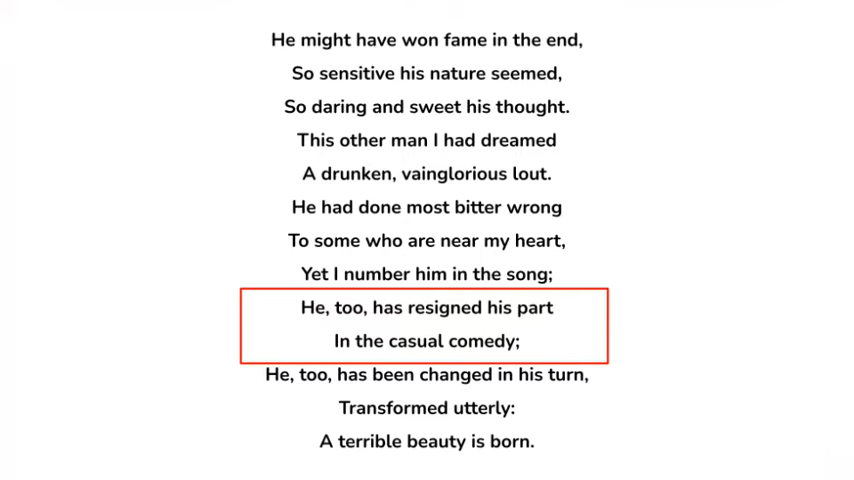 He might have won fame in the end,
So sensitive his nature seemed,
So daring and sweet his thought.
This other man I had dreamed
A drunken, vainglorious lout.
He had done most bitter wrong
To some who are near my heart,
Yet I number him in the song;
He, too, has resigned his part
In the casual comedy;
He, too, has been changed in his turn,
Transformed utterly:
A terrible beauty is born.